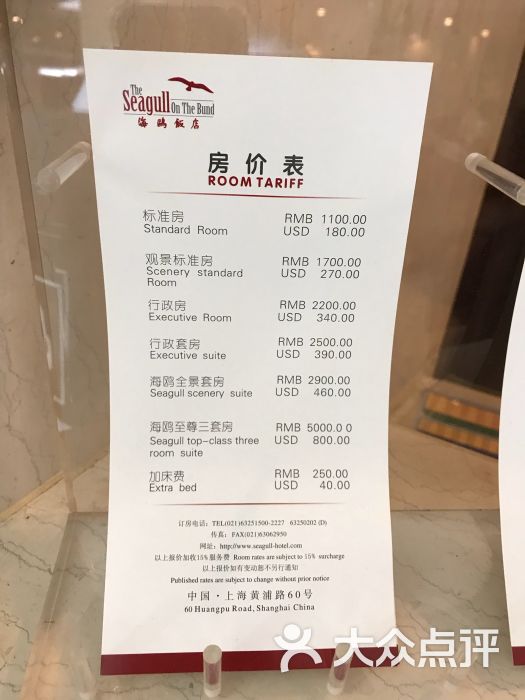 The
Seagull On The Bund
海鸥饭店
房价表
ROOM TARIFF
标准房 RMB 1100.00
Standard Room USD 180.00
观景标准房 RMB 1700.00
Scenery standard USD 270.00
Room
行政房 RMB 2200.00
Executive Room USD 340.00
行政套房 RMB 2500.00
Executive suite USD 390.00
海鸥全景套房 RMB 2900.00
Seagull scenery suite USD 460.00
海鸥至尊三套房 RMB 5000.0 0
Seagull top-class three USD 800.00
room suite
加床费 RMB 250.00
Extra bed USD 40.00
订房电话：TEL(021)63251500-2227 63250202 (D)
传真：FAX(021)63062950
网址：http://www.seagull-hotel.com
以上报价加收15%服务费 Room rates are subject to 15% surcharge
以上报价如有变动恕不另行通知
Published rates are subject to change without prior notice
中国·上海黄浦路60号
60 Huangpu Road, Shanghai China
大众点评